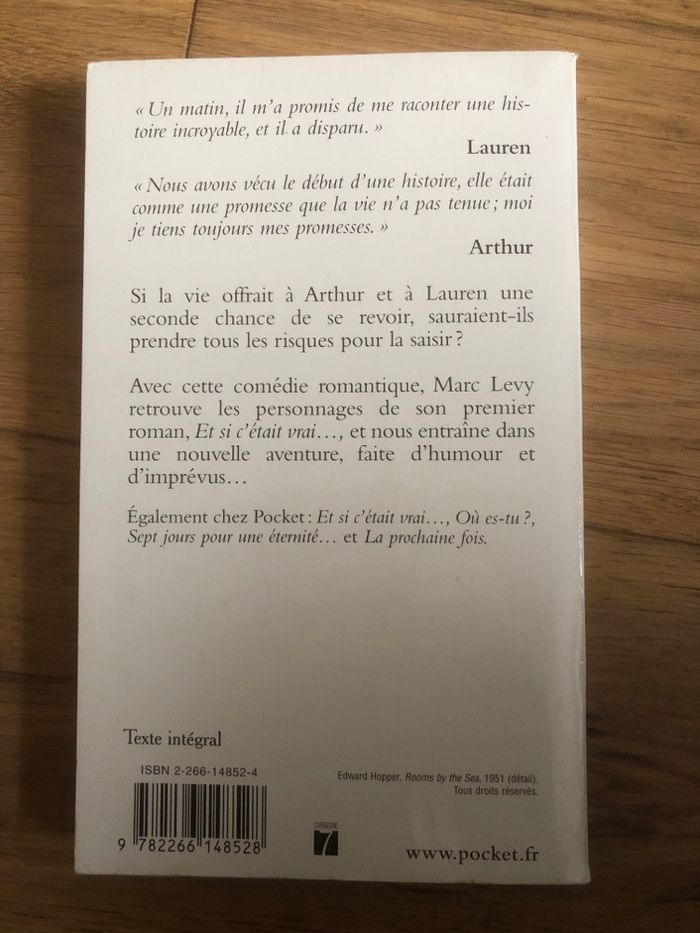 « Un matin, il m'a promis de me raconter une his-
toire incroyable, et il a disparu. »
Lauren
« Nous avons vécu le début d'une histoire, elle était
comme une promesse que la vie n'a pas tenue ; moi
je tiens toujours mes promesses. »
Arthur
Si la vie offrait à Arthur et à Lauren une
seconde chance de se revoir, sauraient-ils
prendre tous les risques pour la saisir ?
Avec cette comédie romantique, Marc Levy
retrouve les personnages de son premier
roman, Et si c'était vrai…, et nous entraîne dans
une nouvelle aventure, faite d'humour et
d'imprévus…
Également chez Pocket : Et si c'était vrai…, Où es-tu ?,
Sept jours pour une éternité… et La prochaine fois.
Texte intégral
ISBN 2-266-14852-4
9 782266 148528
Edward Hopper, Rooms by the Sea, 1951 (détail).
Tous droits réservés.
CATÉGORIE
7
www.pocket.fr